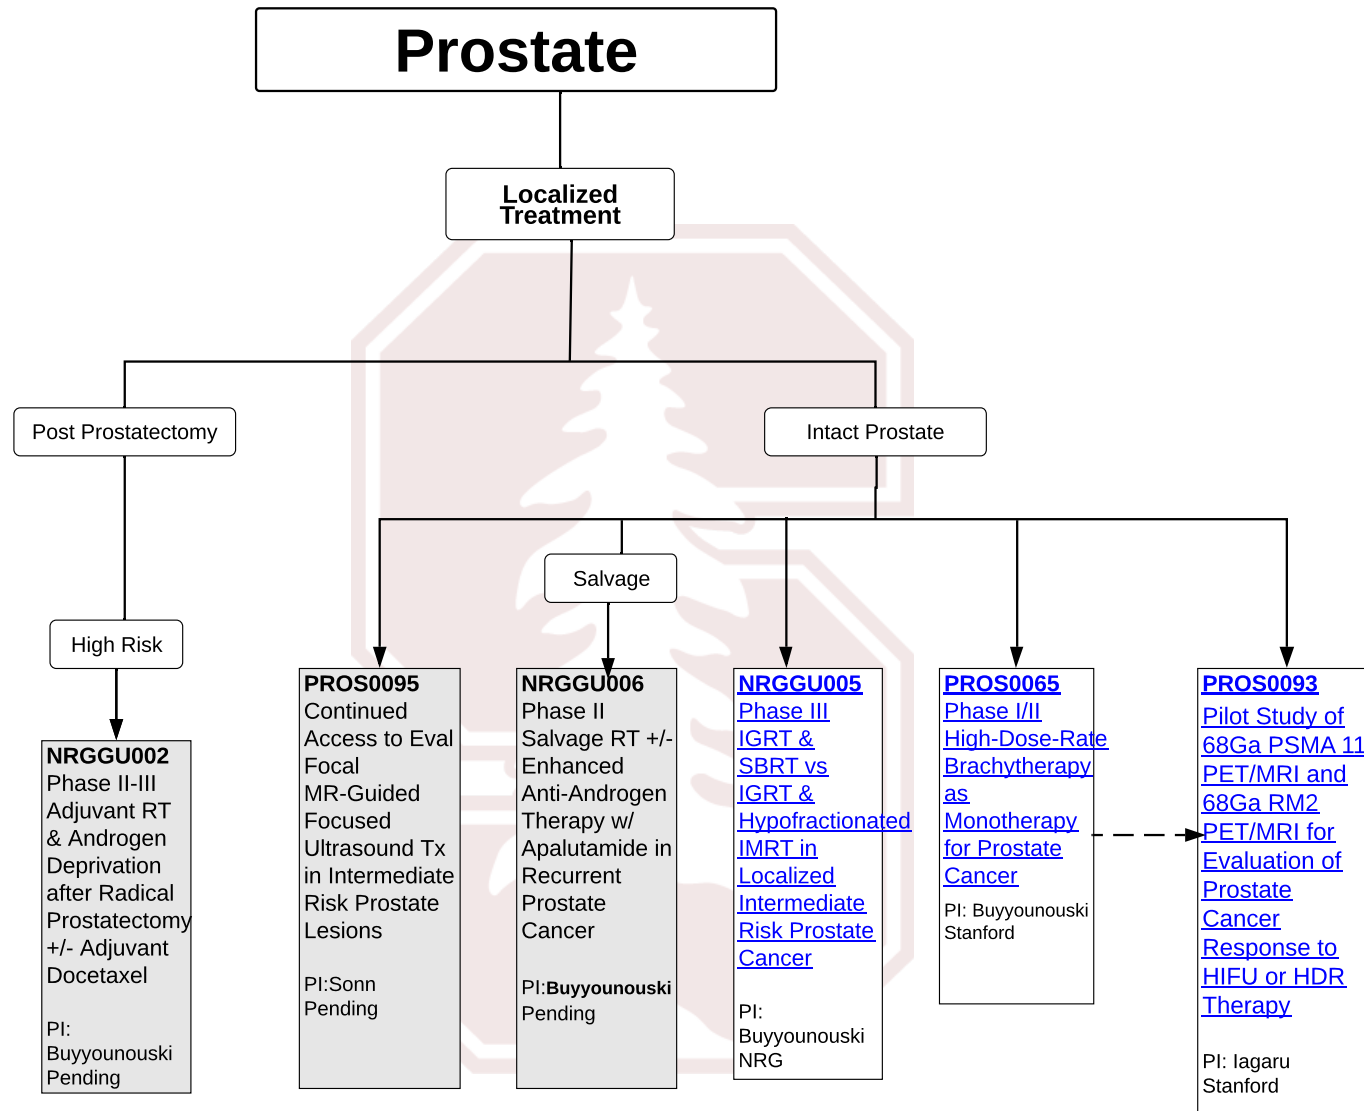 Prostate
Localized
Treatment
Post Prostatectomy
Intact Prostate
Salvage
High Risk
NRGGU002
Phase II-III
Adjuvant RT
& Androgen
Deprivation
after Radical
Prostatectomy
+/- Adjuvant
Docetaxel
PI:
Buyyounouski
Pending
PROS0095
Continued
Access to Eval
Focal
MR-Guided
Focused
Ultrasound Tx
in Intermediate
Risk Prostate
Lesions
PI:Sonn
Pending
NRGGU006
Phase II
Salvage RT +/-
Enhanced
Anti-Androgen
Therapy w/
Apalutamide in
Recurrent
Prostate
Cancer
PI:Buyyounouski
Pending
NRGGU005
Phase III
IGRT &
SBRT vs
IGRT &
Hypofractionated
IMRT in
Localized
Intermediate
Risk Prostate
Cancer
PI:
Buyyounouski
NRG
PROS0065
Phase I/II
High-Dose-Rate
Brachytherapy
as
Monotherapy
for Prostate
Cancer
PI: Buyyounouski
Stanford
PROS0093
Pilot Study of
68Ga PSMA 11
PET/MRI and
68Ga RM2
PET/MRI for
Evaluation of
Prostate
Cancer
Response to
HIFU or HDR
Therapy
PI: Iagaru
Stanford